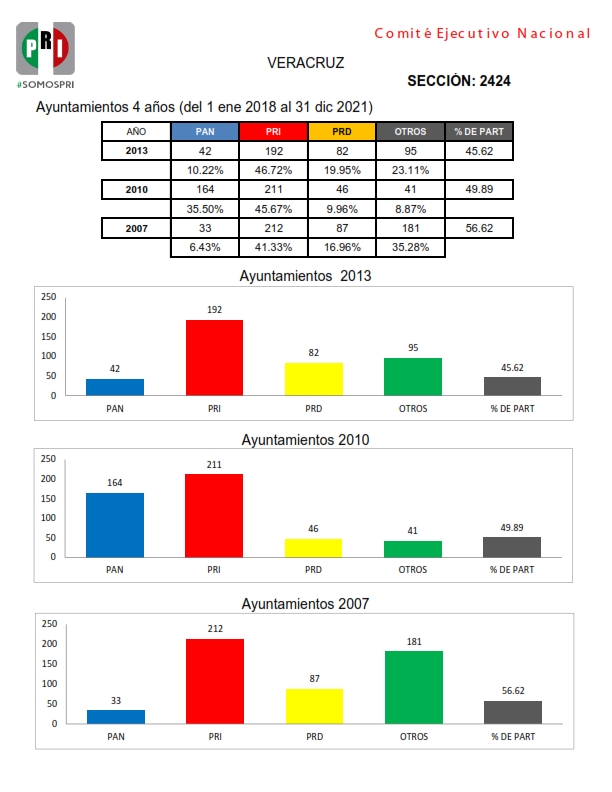 Comité Ejecutivo Nacional
PRI
#SOMOSPRI
VERACRUZ
SECCIÓN: 2424
Ayuntamientos 4 años (del 1 ene 2018 al 31 dic 2021)
AÑO PAN PRI PRD OTROS % DE PART
2013 42 192 82 95 45.62
10.22% 46.72% 19.95% 23.11%
2010 164 211 46 41 49.89
35.50% 45.67% 9.96% 8.87%
2007 33 212 87 181 56.62
6.43% 41.33% 16.96% 35.28%
Ayuntamientos 2013
250
200
150
100
50
0
42 192 82 95 45.62
PAN PRI PRD OTROS % DE PART
Ayuntamientos 2010
250
200
150
100
50
0
164 211 46 41 49.89
PAN PRI PRD OTROS % DE PART
Ayuntamientos 2007
250
200
150
100
50
0
33 212 87 181 56.62
PAN PRI PRD OTROS % DE PART